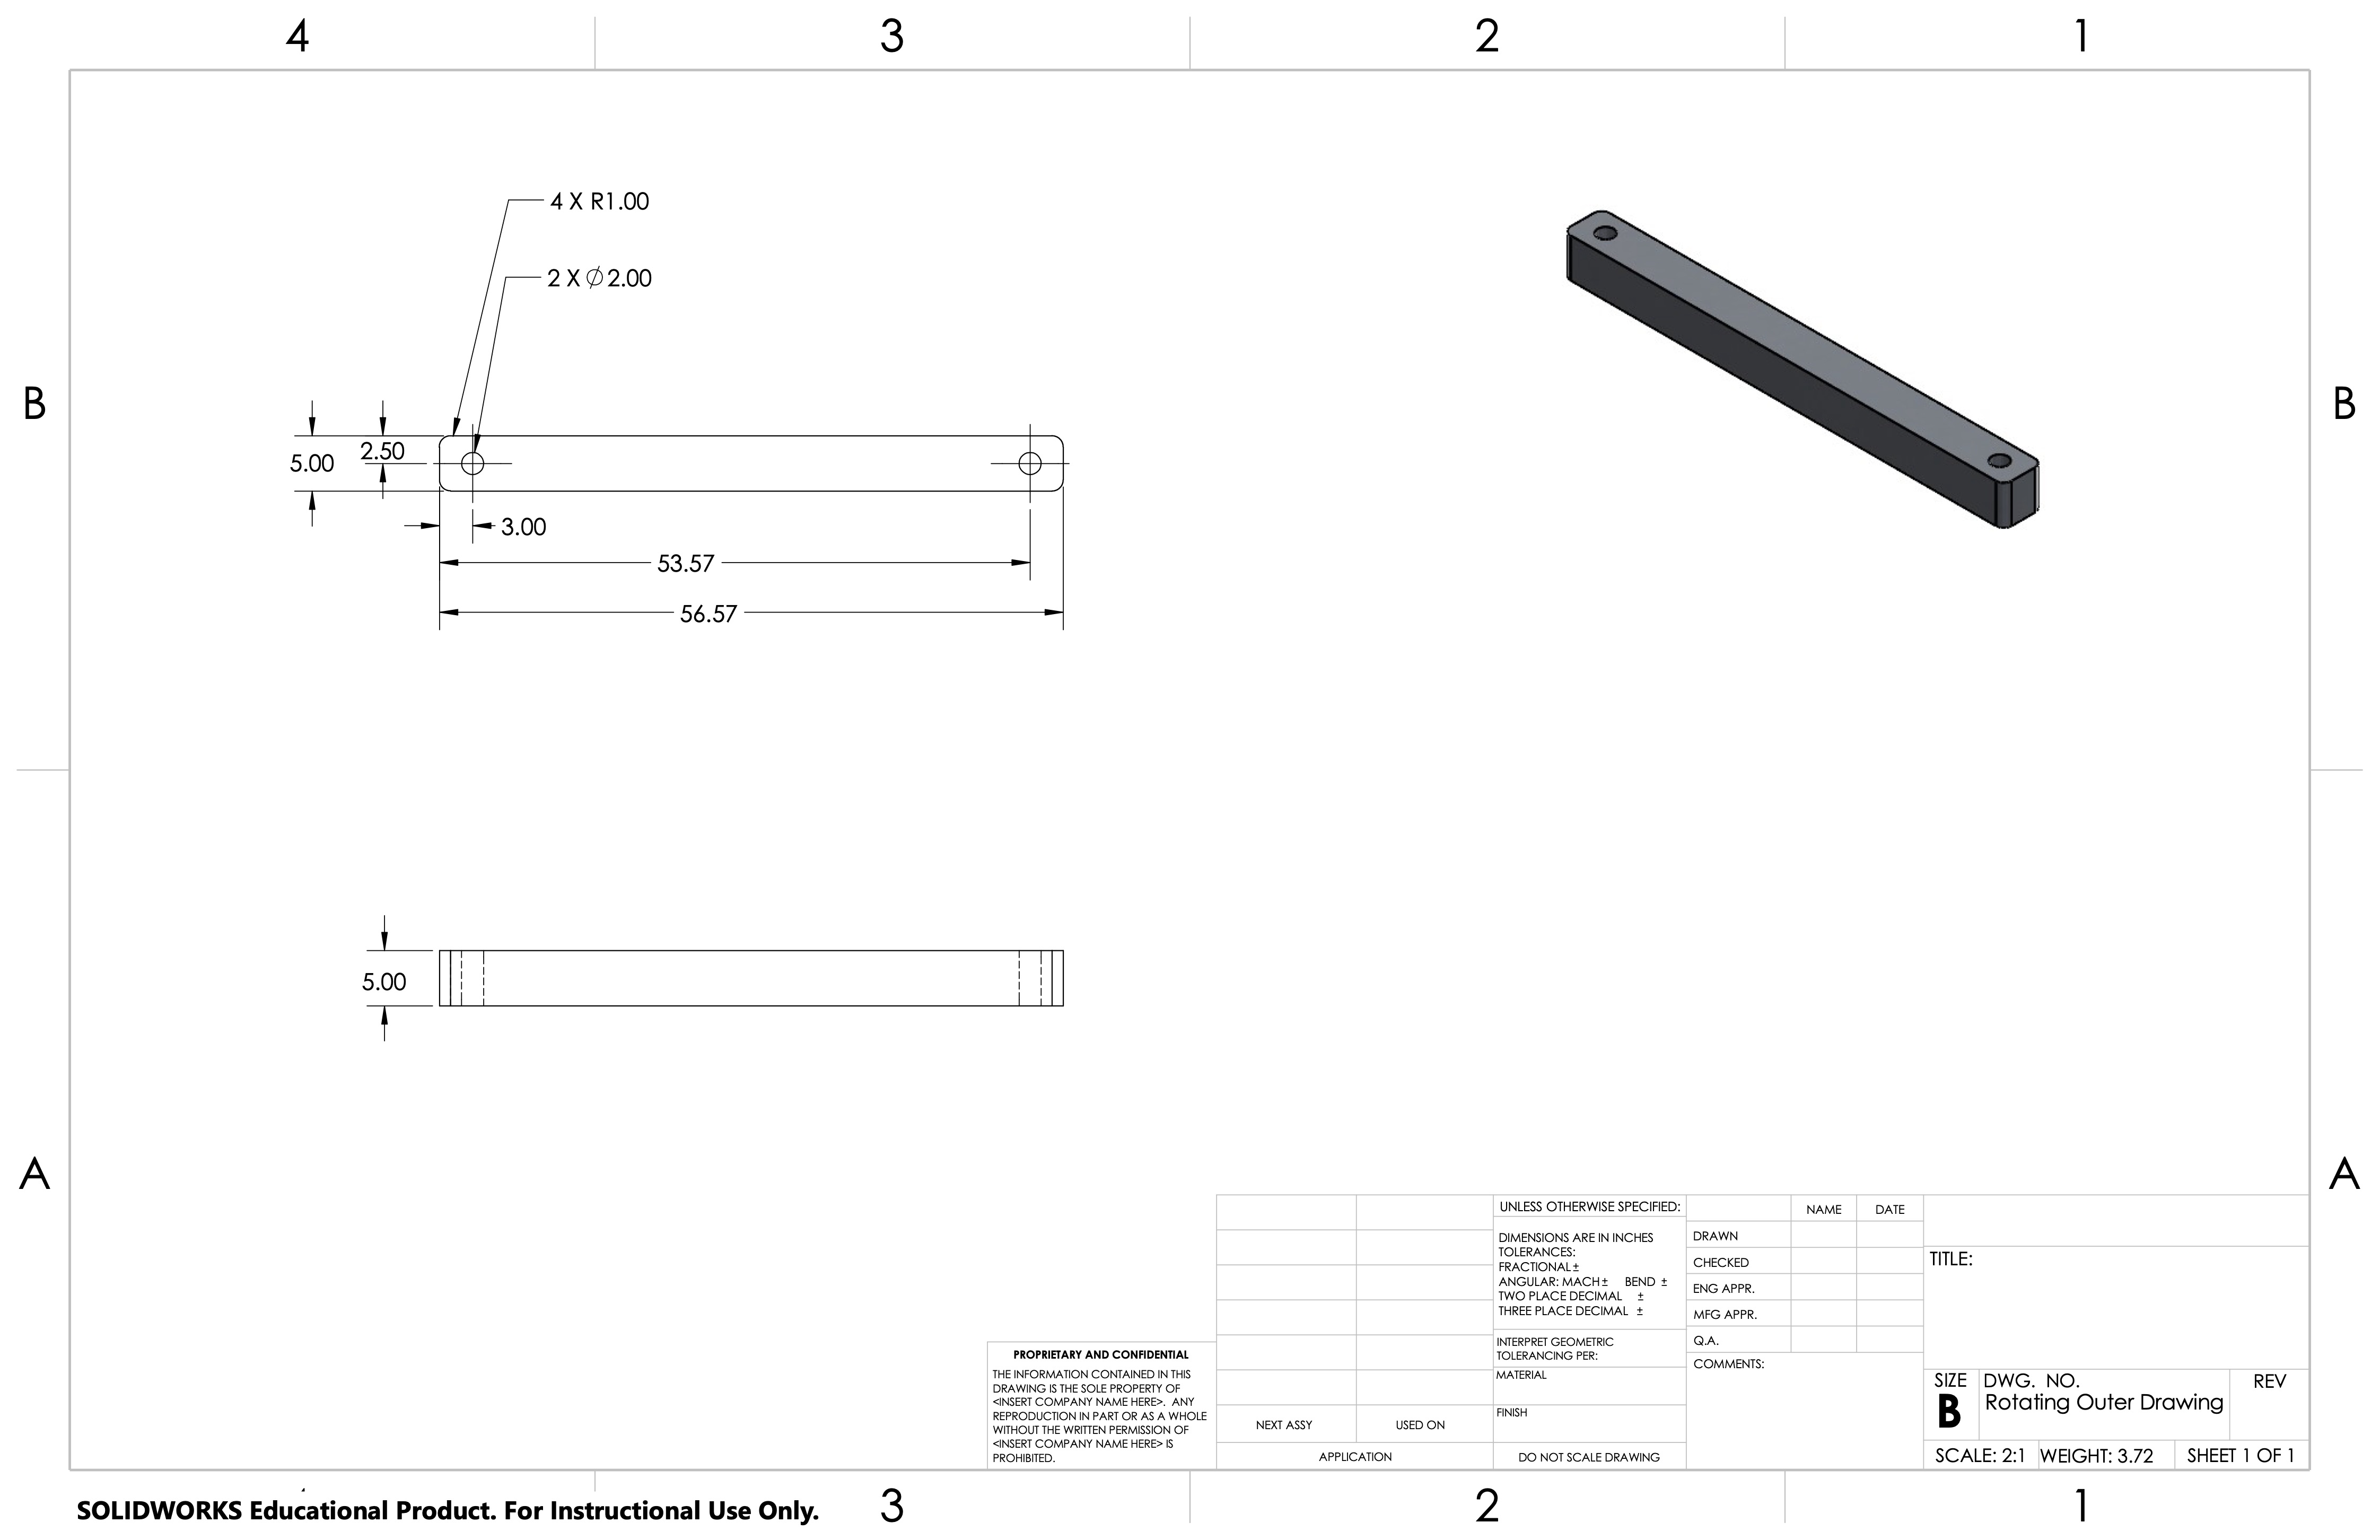 4 3 2 1
4 X R1.00
2 X ⌀2.00
B B
2.50
5.00
3.00
53.57
56.57
5.00
A A
UNLESS OTHERWISE SPECIFIED:
DIMENSIONS ARE IN INCHES
TOLERANCES:
FRACTIONAL ±
ANGULAR: MACH ± BEND ±
TWO PLACE DECIMAL ±
THREE PLACE DECIMAL ±
INTERPRET GEOMETRIC
TOLERANCING PER:
MATERIAL
FINISH
DO NOT SCALE DRAWING
NAME DATE
DRAWN
CHECKED
ENG APPR.
MFG APPR.
Q.A.
COMMENTS:
TITLE:
SIZE DWG. NO. REV
B Rotating Outer Drawing
SCALE: 2:1 WEIGHT: 3.72 SHEET 1 OF 1
PROPRIETARY AND CONFIDENTIAL
THE INFORMATION CONTAINED IN THIS
DRAWING IS THE SOLE PROPERTY OF
<INSERT COMPANY NAME HERE>. ANY
REPRODUCTION IN PART OR AS A WHOLE
WITHOUT THE WRITTEN PERMISSION OF
<INSERT COMPANY NAME HERE> IS
PROHIBITED.
NEXT ASSY USED ON
APPLICATION
SOLIDWORKS Educational Product. For Instructional Use Only.
3 2 1